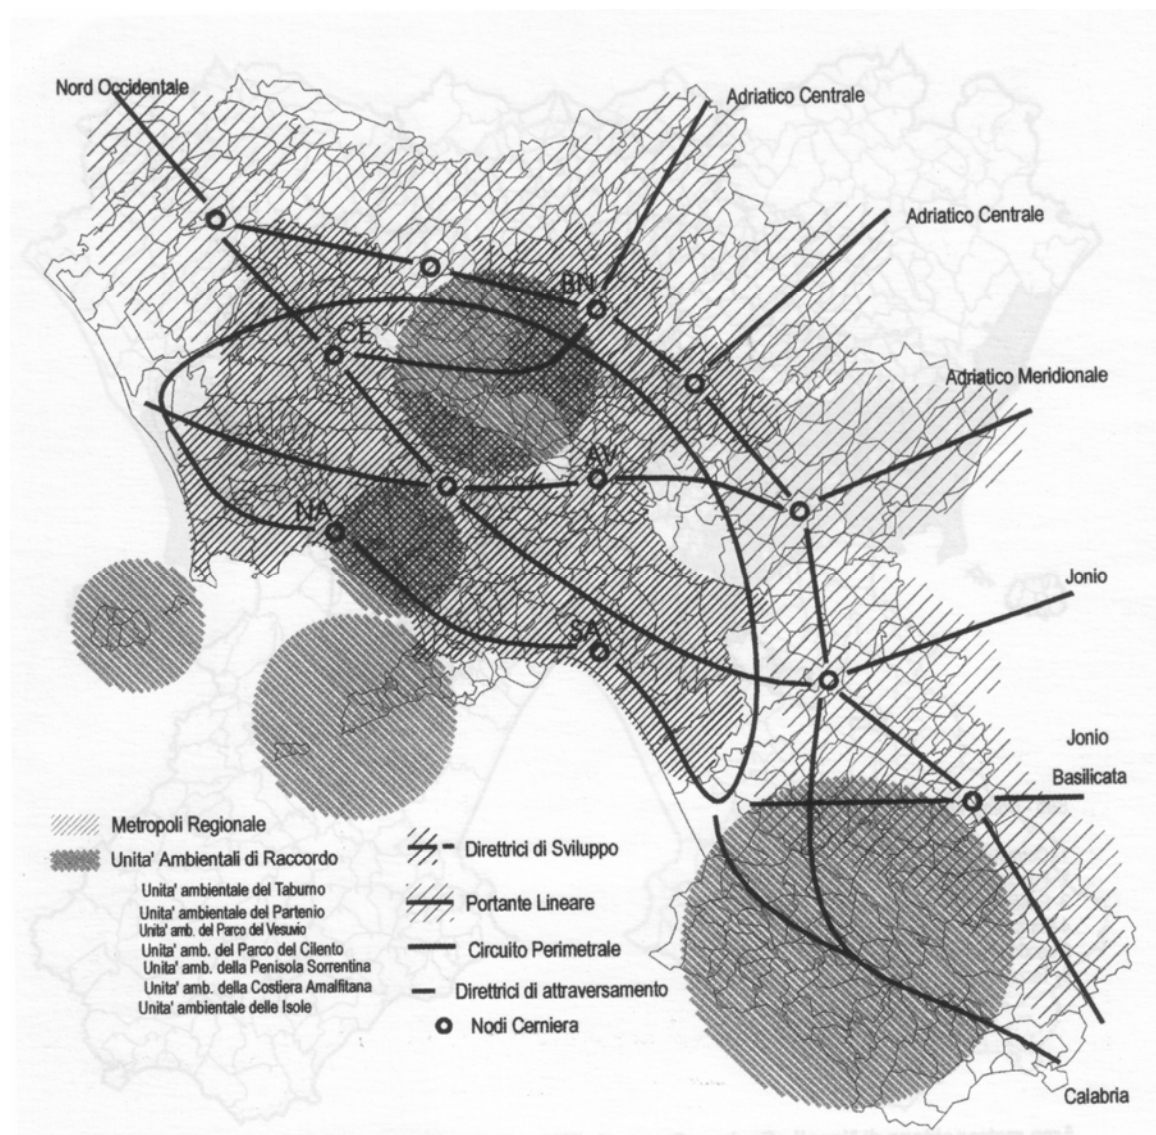 Nord Occidentale
Adriatico Centrale
Adriatico Centrale
BN
CE
Adriatico Meridionale
AV
NA
Jonio
SA
Jonio
Basilicata
Metropoli Regionale
Unita' Ambientali di Raccordo
Unita' ambientale del Taburno
Unita' ambientale del Partenio
Unita' amb. del Parco del Vesuvio
Unita' amb. del Parco del Cilento
Unita' amb. della Penisola Sorrentina
Unita' amb. della Costiera Amalfitana
Unita' ambientale delle Isole
Direttrici di Sviluppo
Portante Lineare
Circuito Perimetrale
Direttrici di attraversamento
Nodi Cerniera
Calabria